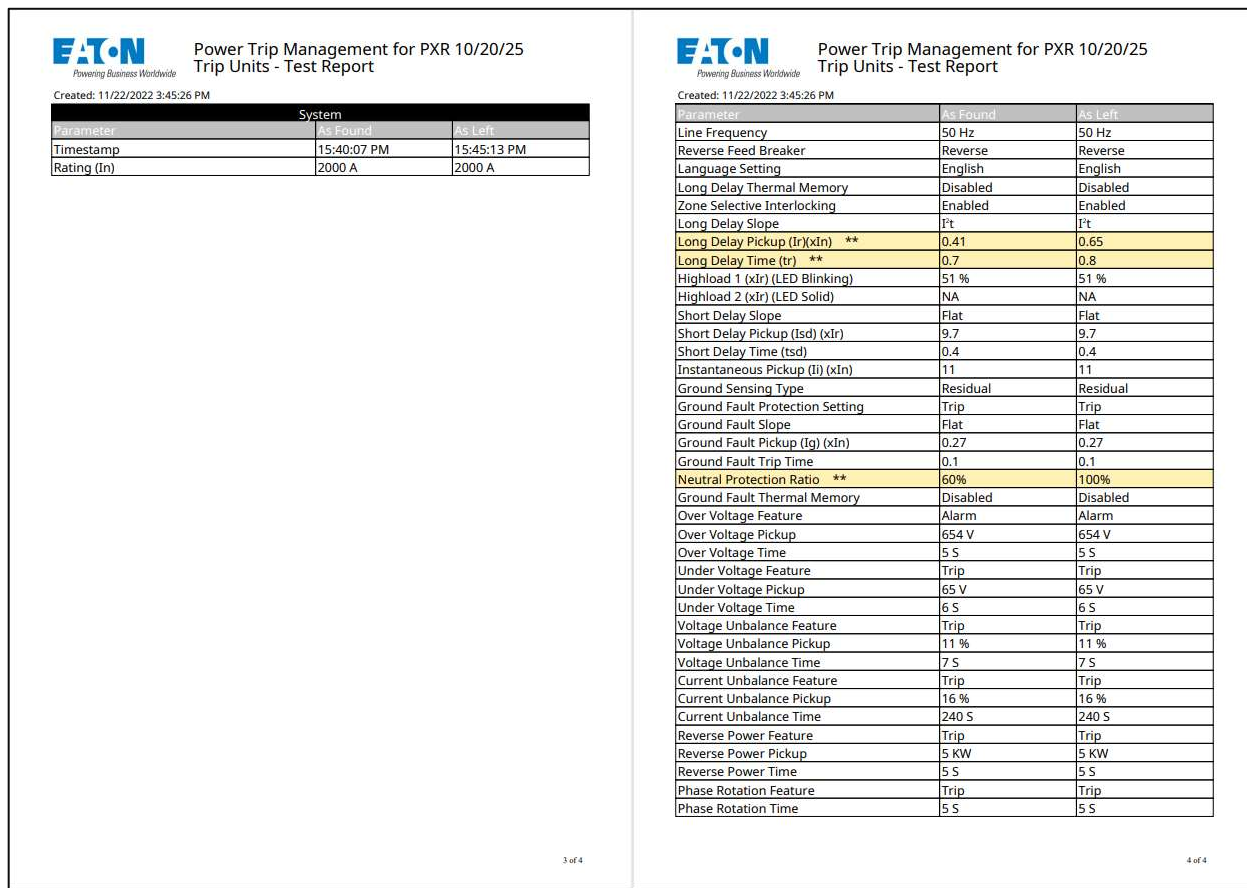 EATON
Powering Business Worldwide
Power Trip Management for PXR 10/20/25
Trip Units - Test Report
Created: 11/22/2022 3:45:26 PM
System
Parameter As Found As Left
Timestamp 15:40:07 PM 15:45:13 PM
Rating (In) 2000 A 2000 A
3 of 4
EATON
Powering Business Worldwide
Power Trip Management for PXR 10/20/25
Trip Units - Test Report
Created: 11/22/2022 3:45:26 PM
Parameter As Found As Left
Line Frequency 50 Hz 50 Hz
Reverse Feed Breaker Reverse Reverse
Language Setting English English
Long Delay Thermal Memory Disabled Disabled
Zone Selective Interlocking Enabled Enabled
Long Delay Slope I²t I²t
Long Delay Pickup (Ir)(xIn) ** 0.41 0.65
Long Delay Time (tr) ** 0.7 0.8
Highload 1 (xIr) (LED Blinking) 51 % 51 %
Highload 2 (xIr) (LED Solid) NA NA
Short Delay Slope Flat Flat
Short Delay Pickup (Isd) (xIr) 9.7 9.7
Short Delay Time (tsd) 0.4 0.4
Instantaneous Pickup (Ii) (xIn) 11 11
Ground Sensing Type Residual Residual
Ground Fault Protection Setting Trip Trip
Ground Fault Slope Flat Flat
Ground Fault Pickup (Ig) (xIn) 0.27 0.27
Ground Fault Trip Time 0.1 0.1
Neutral Protection Ratio ** 60% 100%
Ground Fault Thermal Memory Disabled Disabled
Over Voltage Feature Alarm Alarm
Over Voltage Pickup 654 V 654 V
Over Voltage Time 5 S 5 S
Under Voltage Feature Trip Trip
Under Voltage Pickup 65 V 65 V
Under Voltage Time 6 S 6 S
Voltage Unbalance Feature Trip Trip
Voltage Unbalance Pickup 11 % 11 %
Voltage Unbalance Time 7 S 7 S
Current Unbalance Feature Trip Trip
Current Unbalance Pickup 16 % 16 %
Current Unbalance Time 240 S 240 S
Reverse Power Feature Trip Trip
Reverse Power Pickup 5 KW 5 KW
Reverse Power Time 5 S 5 S
Phase Rotation Feature Trip Trip
Phase Rotation Time 5 S 5 S
4 of 4